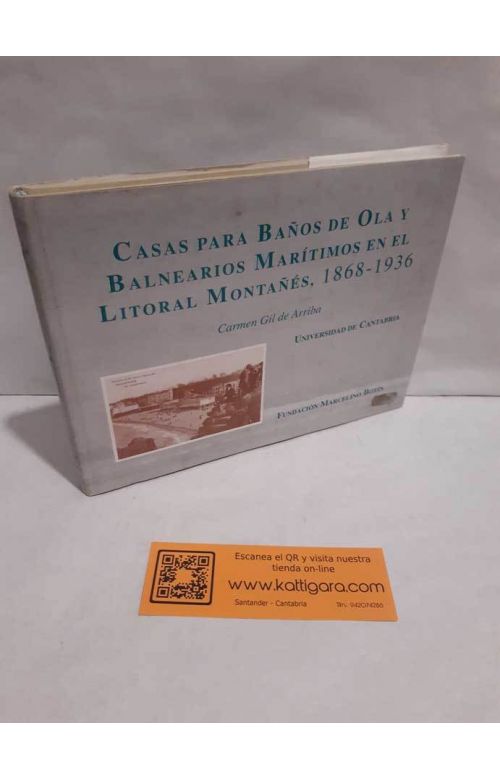 CASAS PARA BAÑOS DE OLA Y
BALNEARIOS MARÍTIMOS EN EL
LITORAL MONTAÑÉS, 1868-1936
Carmen Gil de Arriba
UNIVERSIDAD DE CANTABRIA
FUNDACIÓN MARCELINO BOTÍN
Escanea el QR y visita nuestra
tienda on-line
www.kattigara.com
Santander - Cantabria